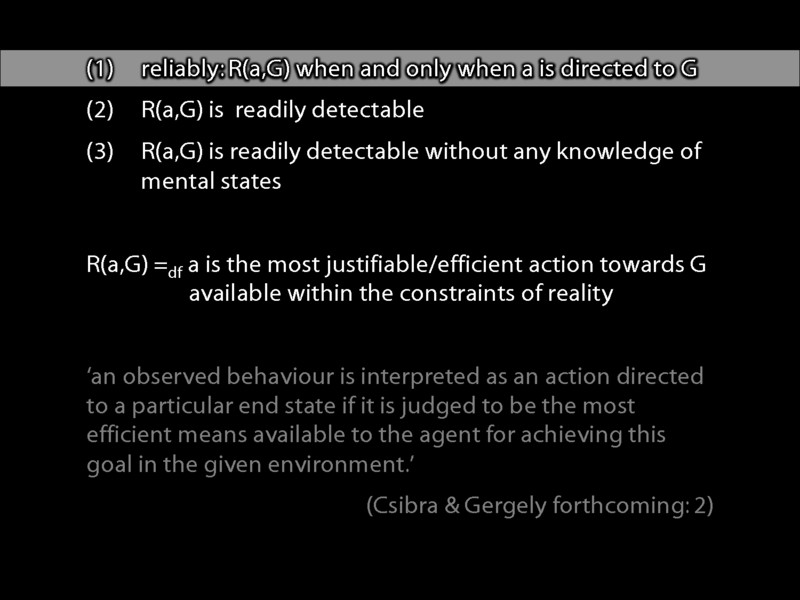 (1) reliably: R(a,G) when and only when a is directed to G
(2) R(a,G) is readily detectable
(3) R(a,G) is readily detectable without any knowledge of
mental states
R(a,G) =df a is the most justifiable/efficient action towards G
available within the constraints of reality
‘an observed behaviour is interpreted as an action directed
to a particular end state if it is judged to be the most
efficient means available to the agent for achieving this
goal in the given environment.’
(Csibra & Gergely forthcoming: 2)